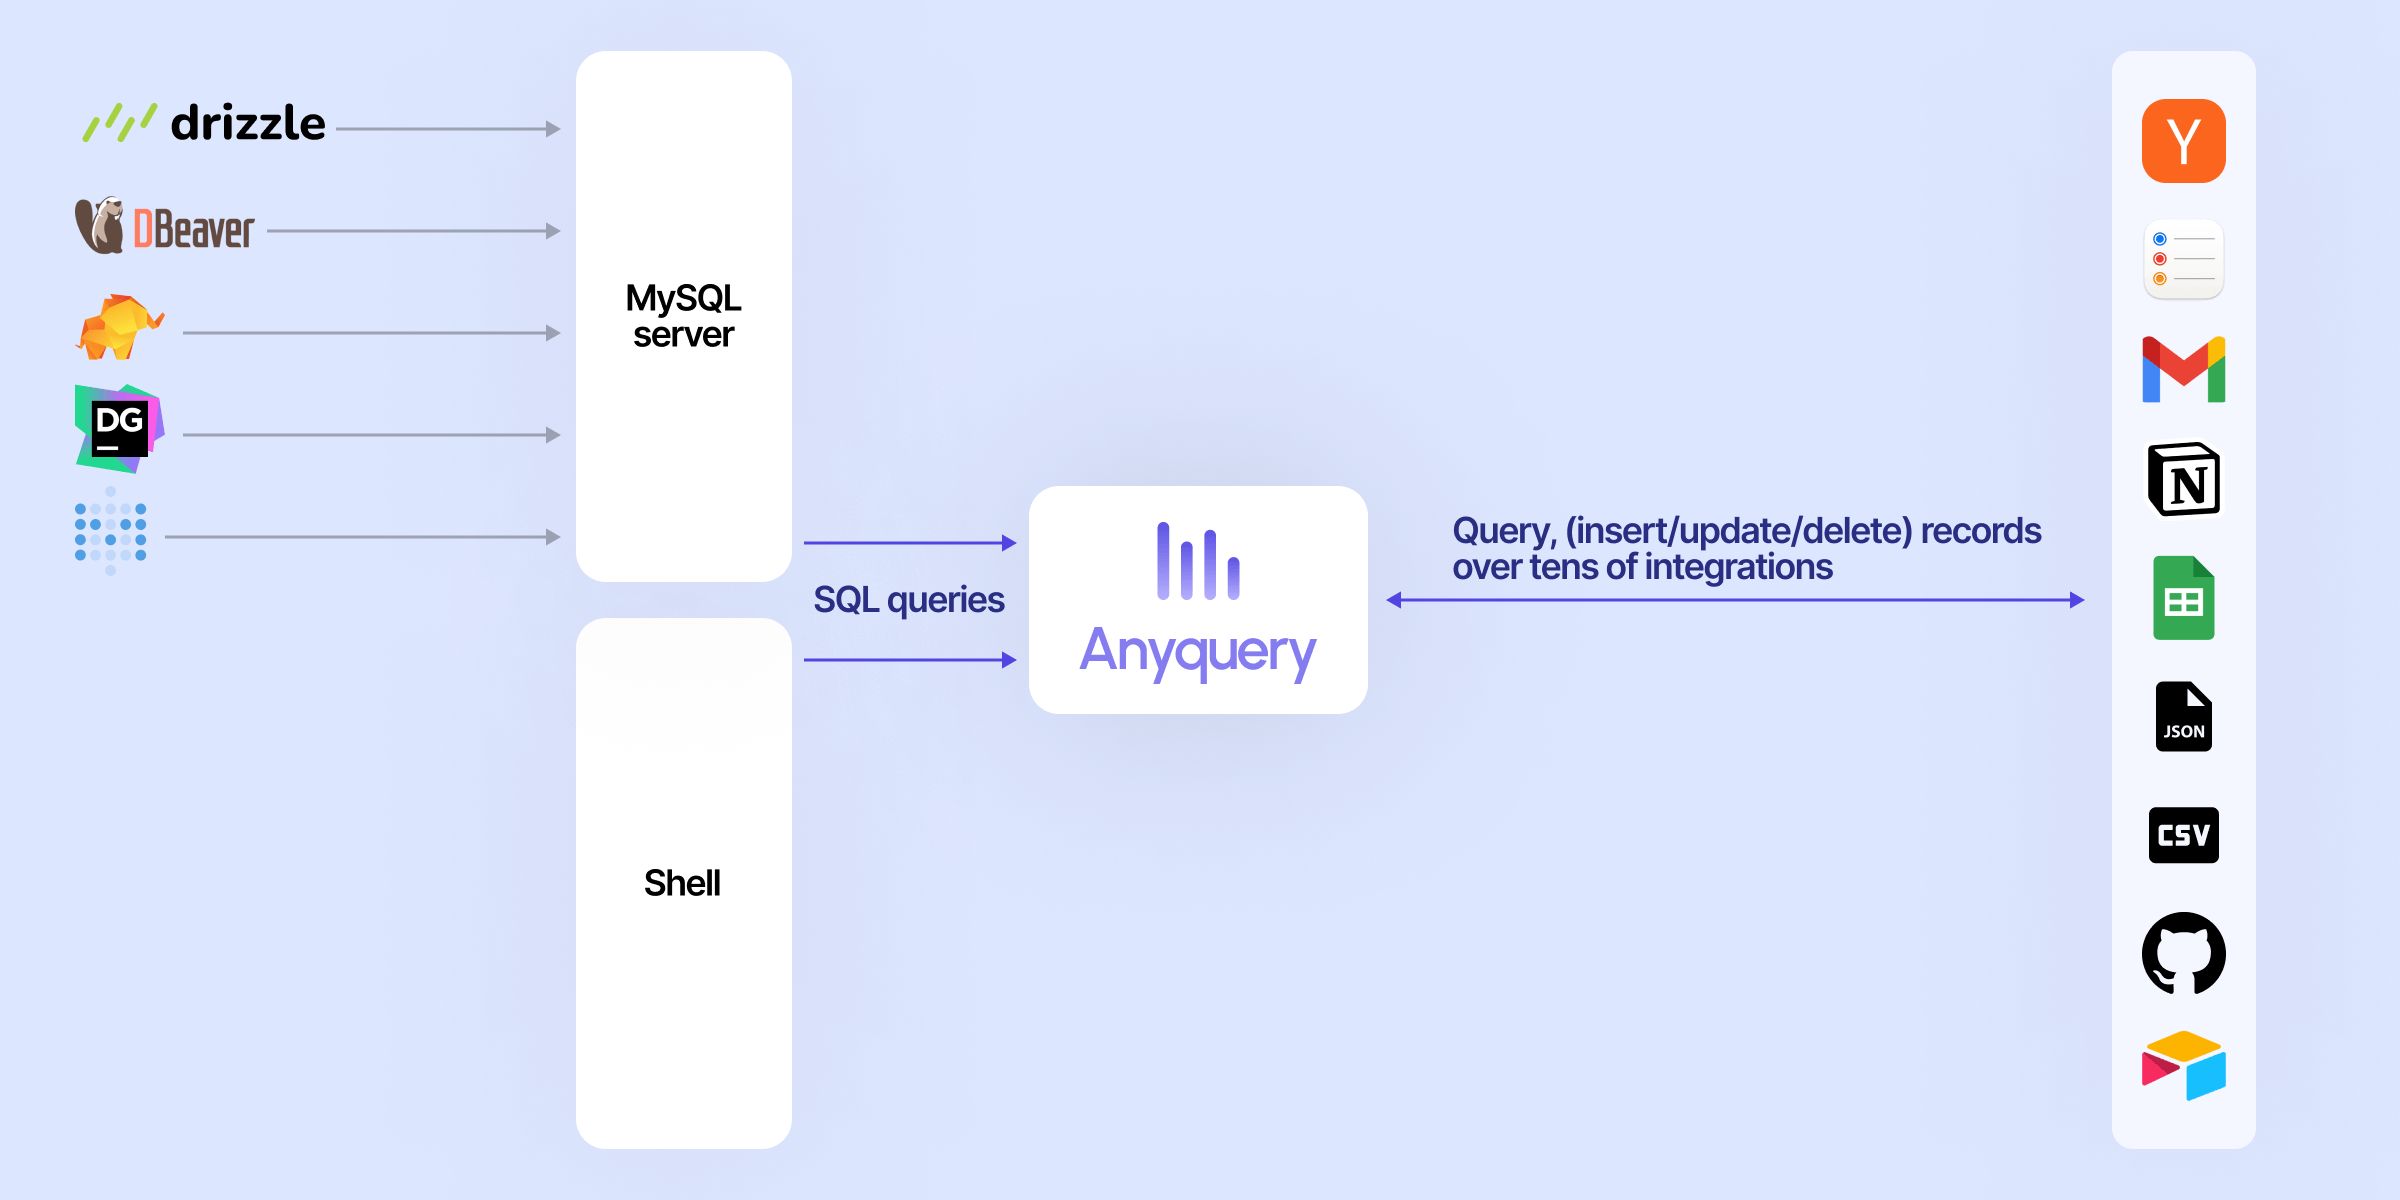 drizzle
DBeaver
DG
MySQL
server
Shell
SQL queries
Anyquery
Query, (insert/update/delete) records
over tens of integrations
Y
N
JSON
CSV